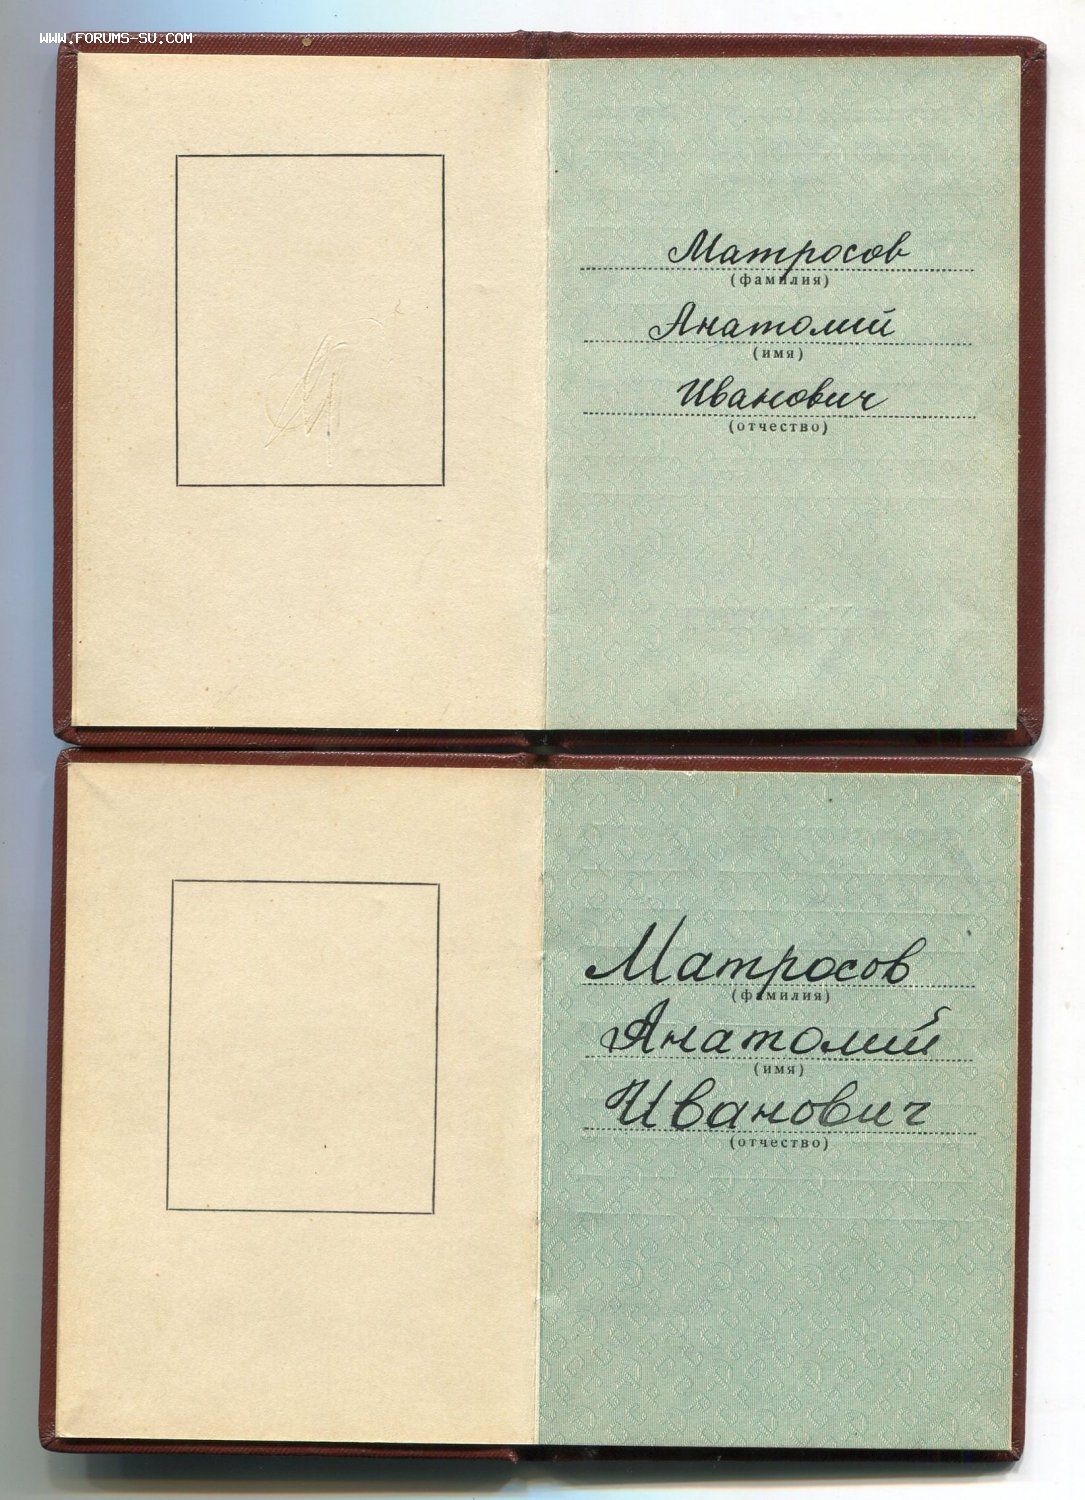 WWW.FORUMS-SU.COM
Матросов
(фамилия)
Анатолий
(имя)
Иванович
(отчество)
Матросов
(фамилия)
Анатолий
(имя)
Иванович
(отчество)